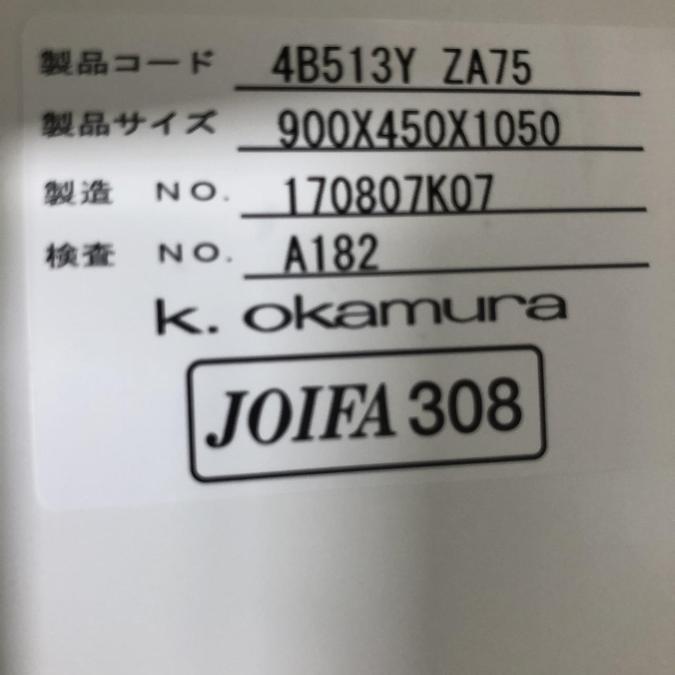 製品コード 4B513Y ZA75
製品サイズ 900X450X1050
製造 NO. 170807K07
検査 NO. A182
k. okamura
JOIFA 308